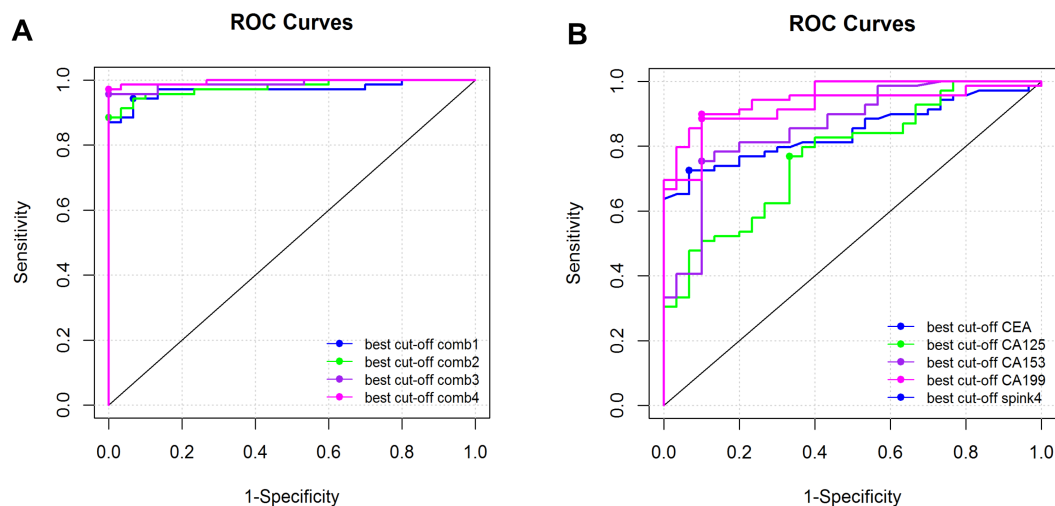 A
ROC Curves
Sensitivity
0.0 0.2 0.4 0.6 0.8 1.0
best cut-off comb1
best cut-off comb2
best cut-off comb3
best cut-off comb4
0.0 0.2 0.4 0.6 0.8 1.0
1-Specificity
B
ROC Curves
Sensitivity
0.0 0.2 0.4 0.6 0.8 1.0
best cut-off CEA
best cut-off CA125
best cut-off CA153
best cut-off CA199
best cut-off spink4
0.0 0.2 0.4 0.6 0.8 1.0
1-Specificity